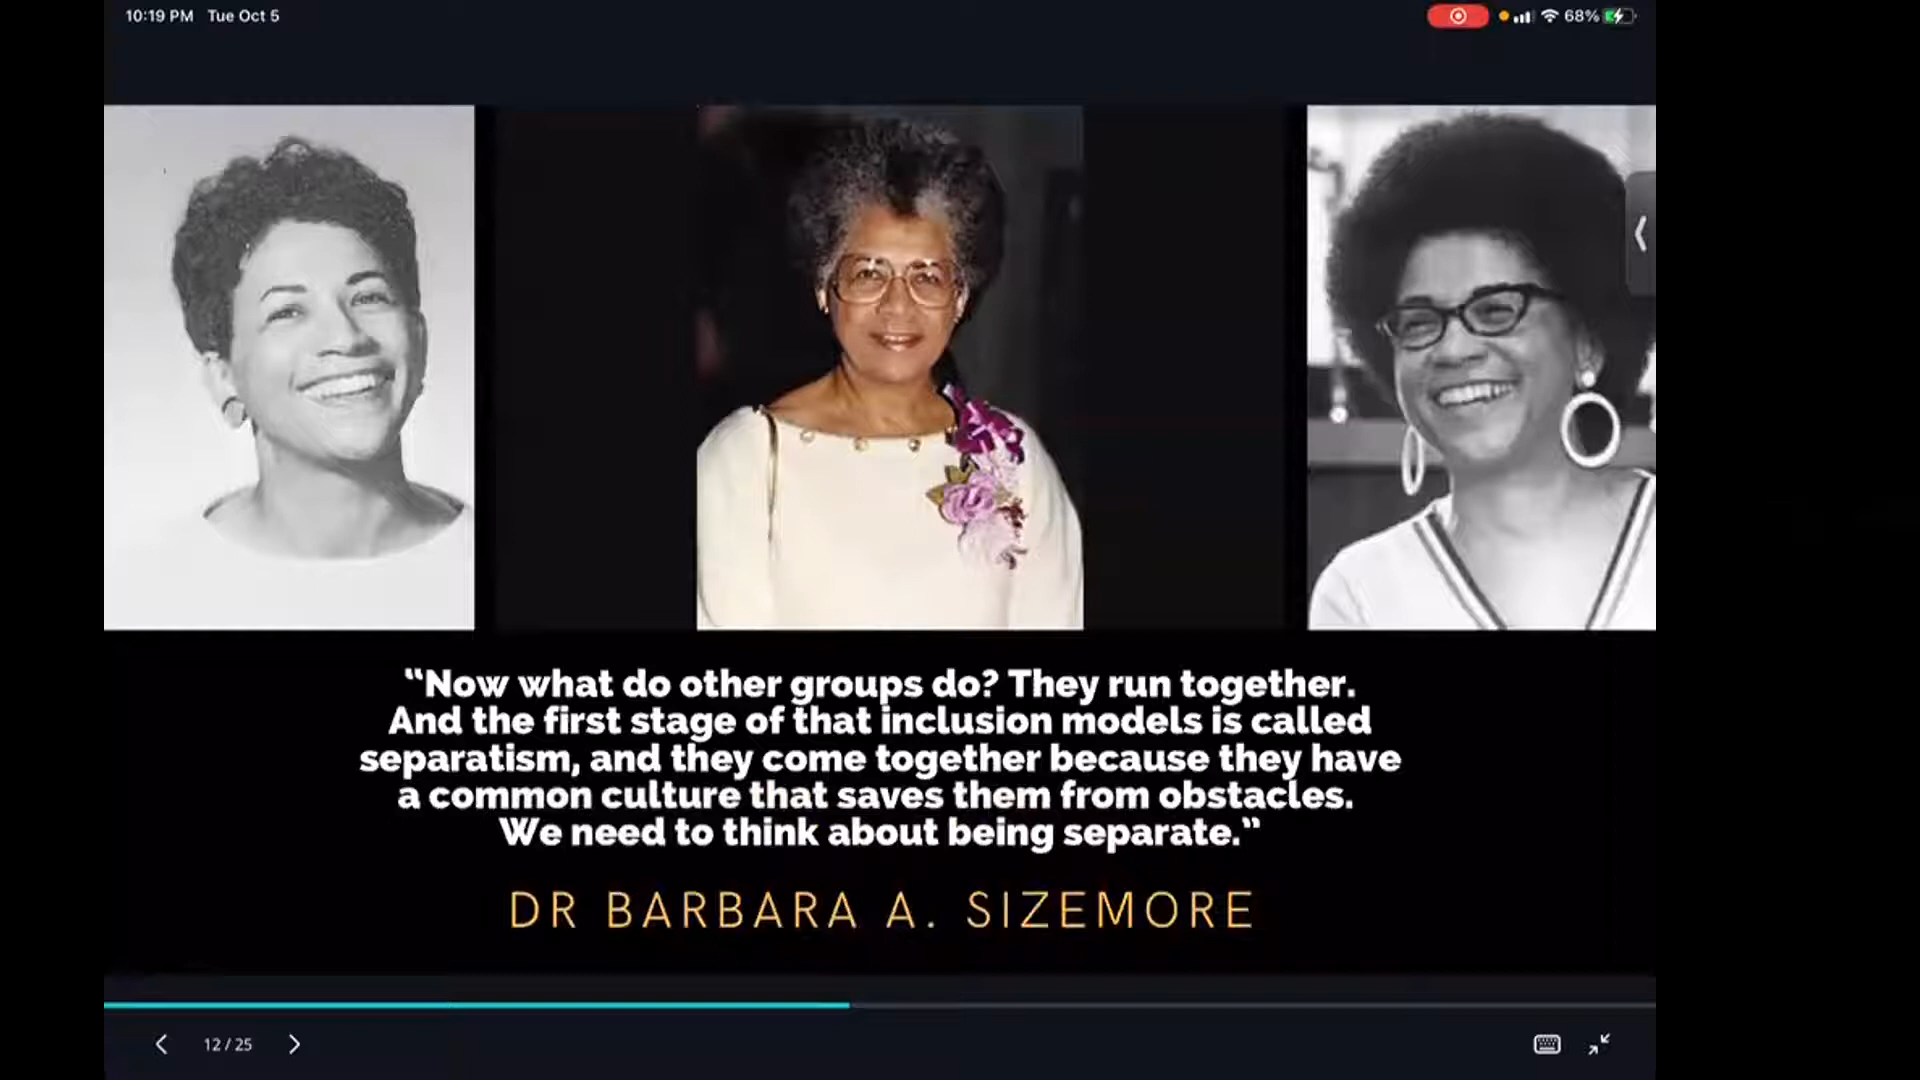 10:19 PM Tue Oct 5
68%
“Now what do other groups do? They run together.
And the first stage of that inclusion models is called
separatism, and they come together because they have
a common culture that saves them from obstacles.
We need to think about being separate.”
DR BARBARA A. SIZEMORE
12 / 25